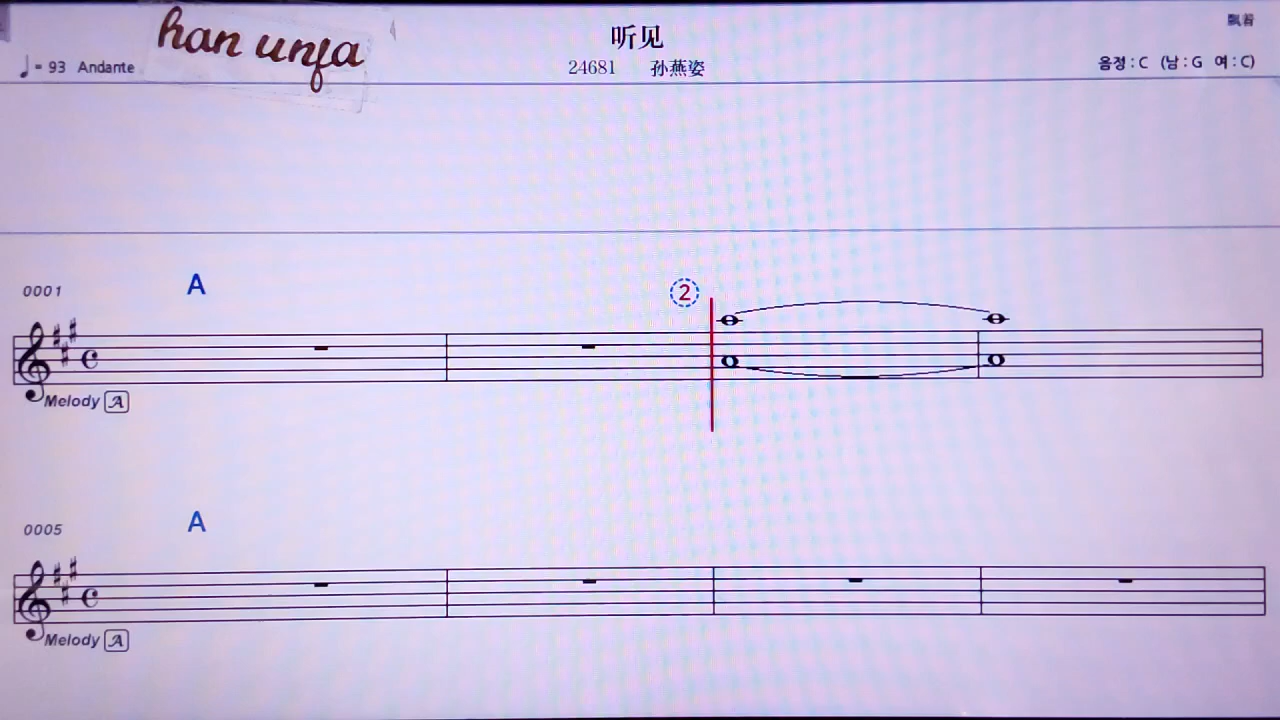 han unfa
听见
飘着
♩= 93 Andante
24681 孙燕姿
음정 : C (남 : G 여 : C)
0001
A
2
Melody A
0005
A
Melody A